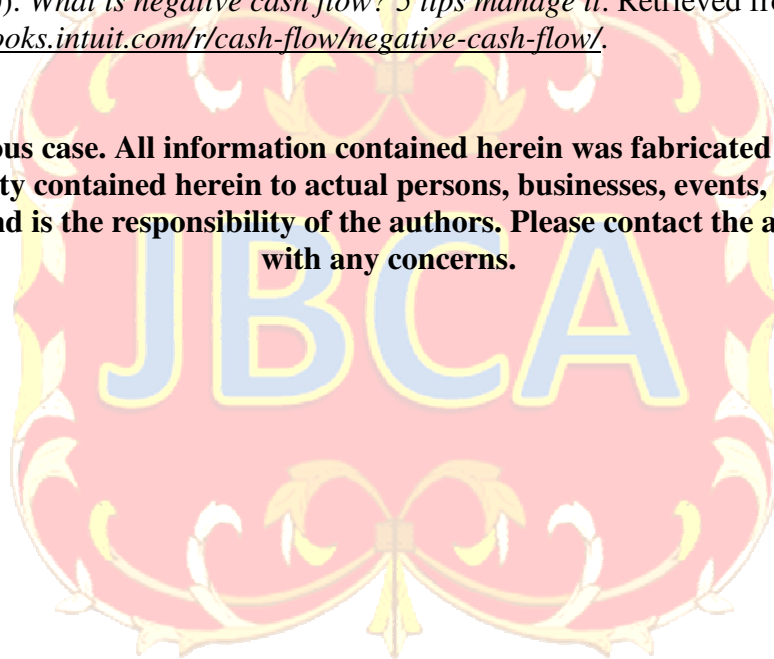 ). What is negative cash flow? 5 tips manage it. Retrieved fro
ooks.intuit.com/r/cash-flow/negative-cash-flow/.
ous case. All information contained herein was fabricated
ty contained herein to actual persons, businesses, events,
nd is the responsibility of the authors. Please contact the a
with any concerns.
JBCA